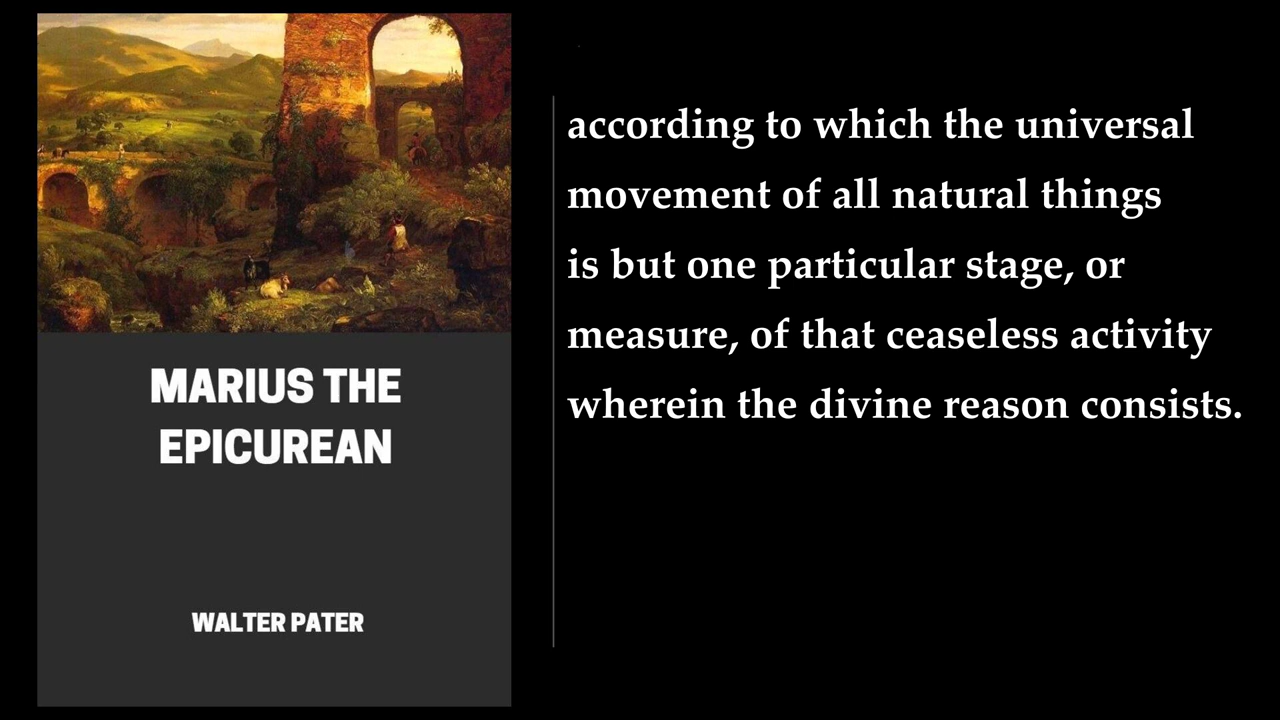 MARIUS THE
EPICUREAN
WALTER PATER
according to which the universal
movement of all natural things
is but one particular stage, or
measure, of that ceaseless activity
wherein the divine reason consists.